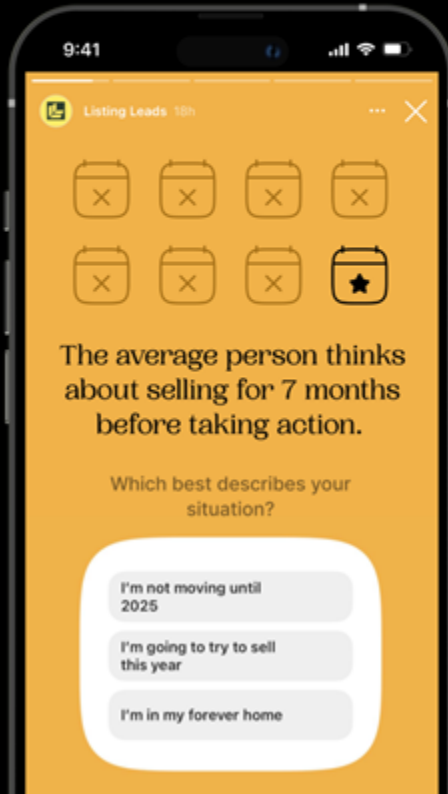 9:41
Listing Leads 18h
The average person thinks
about selling for 7 months
before taking action.
Which best describes your
situation?
I'm not moving until
2025
I'm going to try to sell
this year
I'm in my forever home